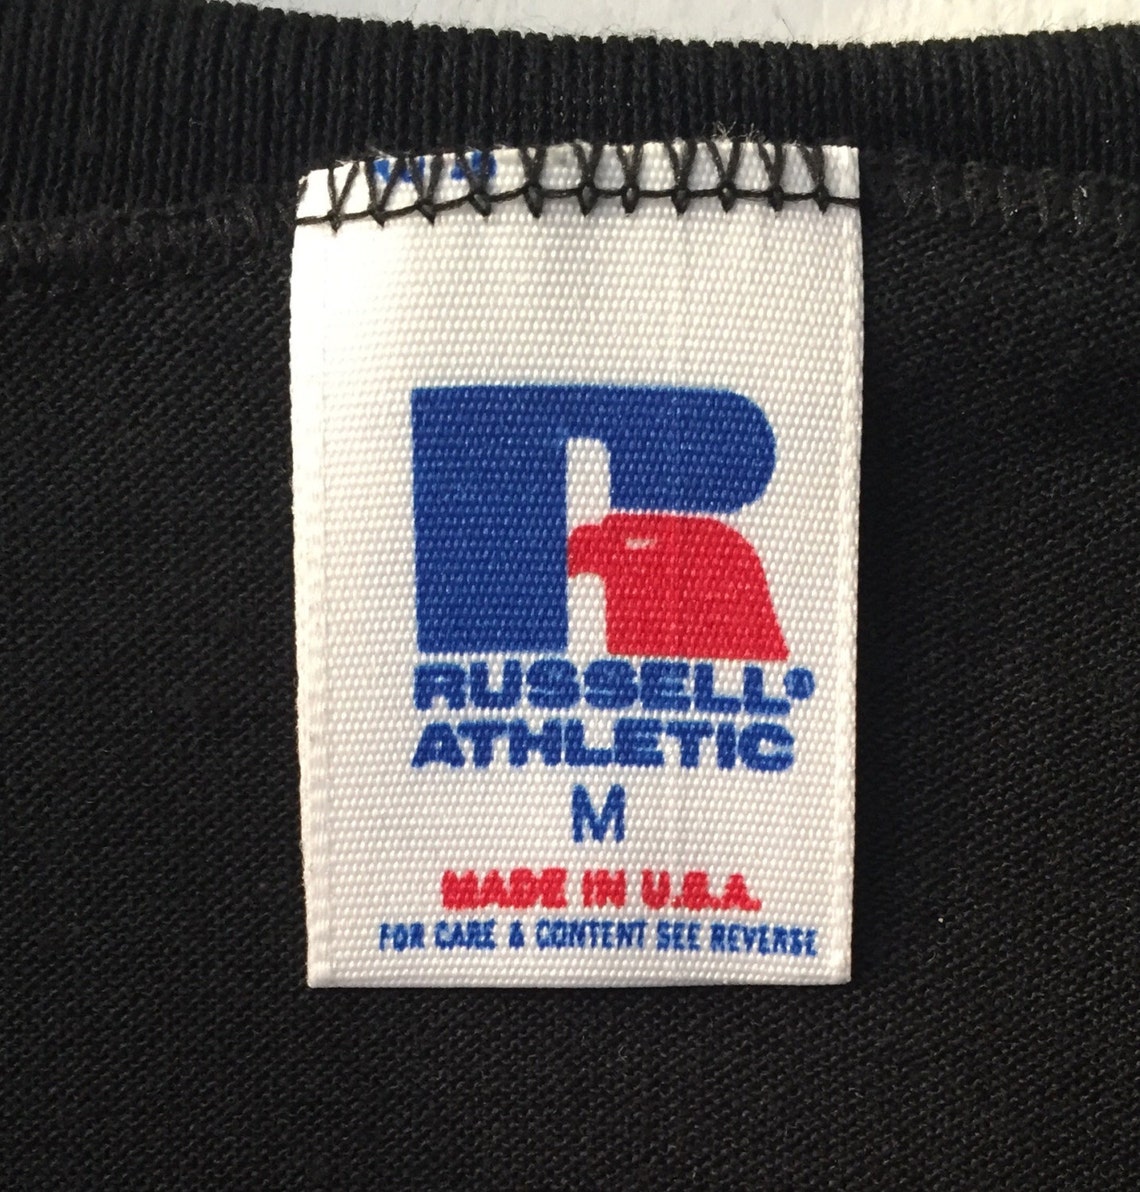 RUSSELL®
ATHLETIC
M
MADE IN U.S.A.
FOR CARE & CONTENT SEE REVERSE